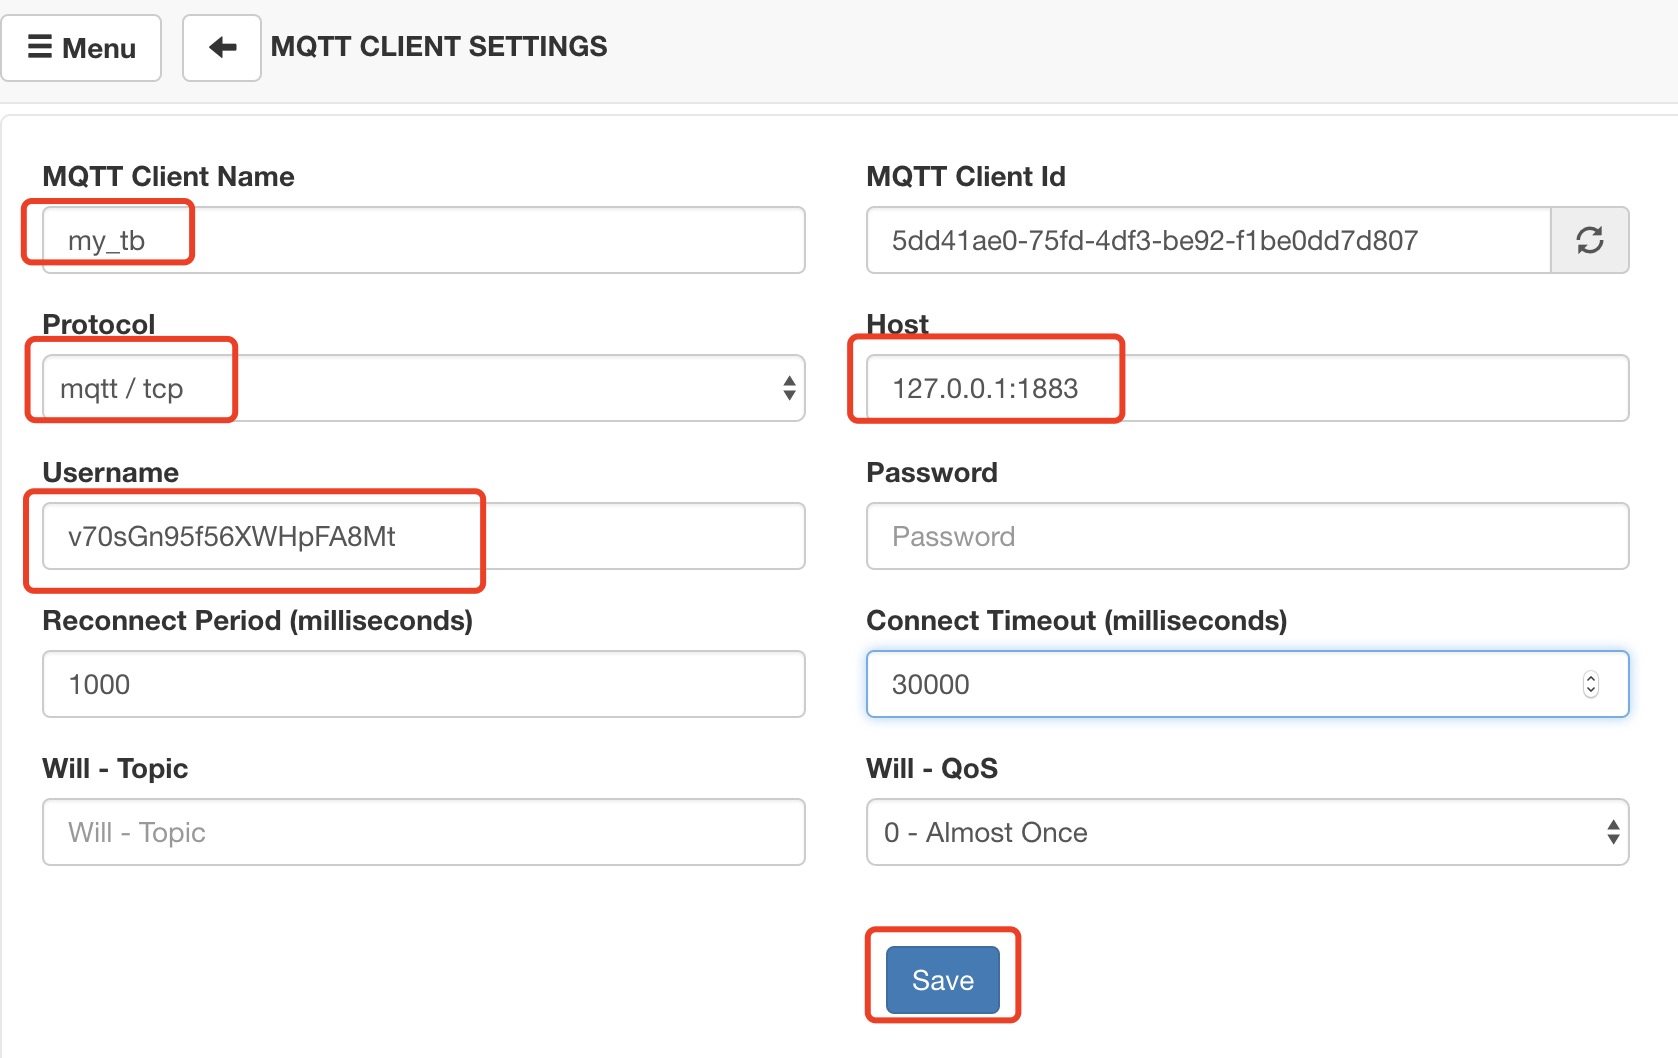 Menu
MQTT CLIENT SETTINGS
MQTT Client Name
my_tb
MQTT Client Id
5dd41ae0-75fd-4df3-be92-f1be0dd7d807
Protocol
mqtt / tcp
Host
127.0.0.1:1883
Username
v70sGn95f56XWHpFA8Mt
Password
Password
Reconnect Period (milliseconds)
1000
Connect Timeout (milliseconds)
30000
Will - Topic
Will - Topic
Will - QoS
0 - Almost Once
Save